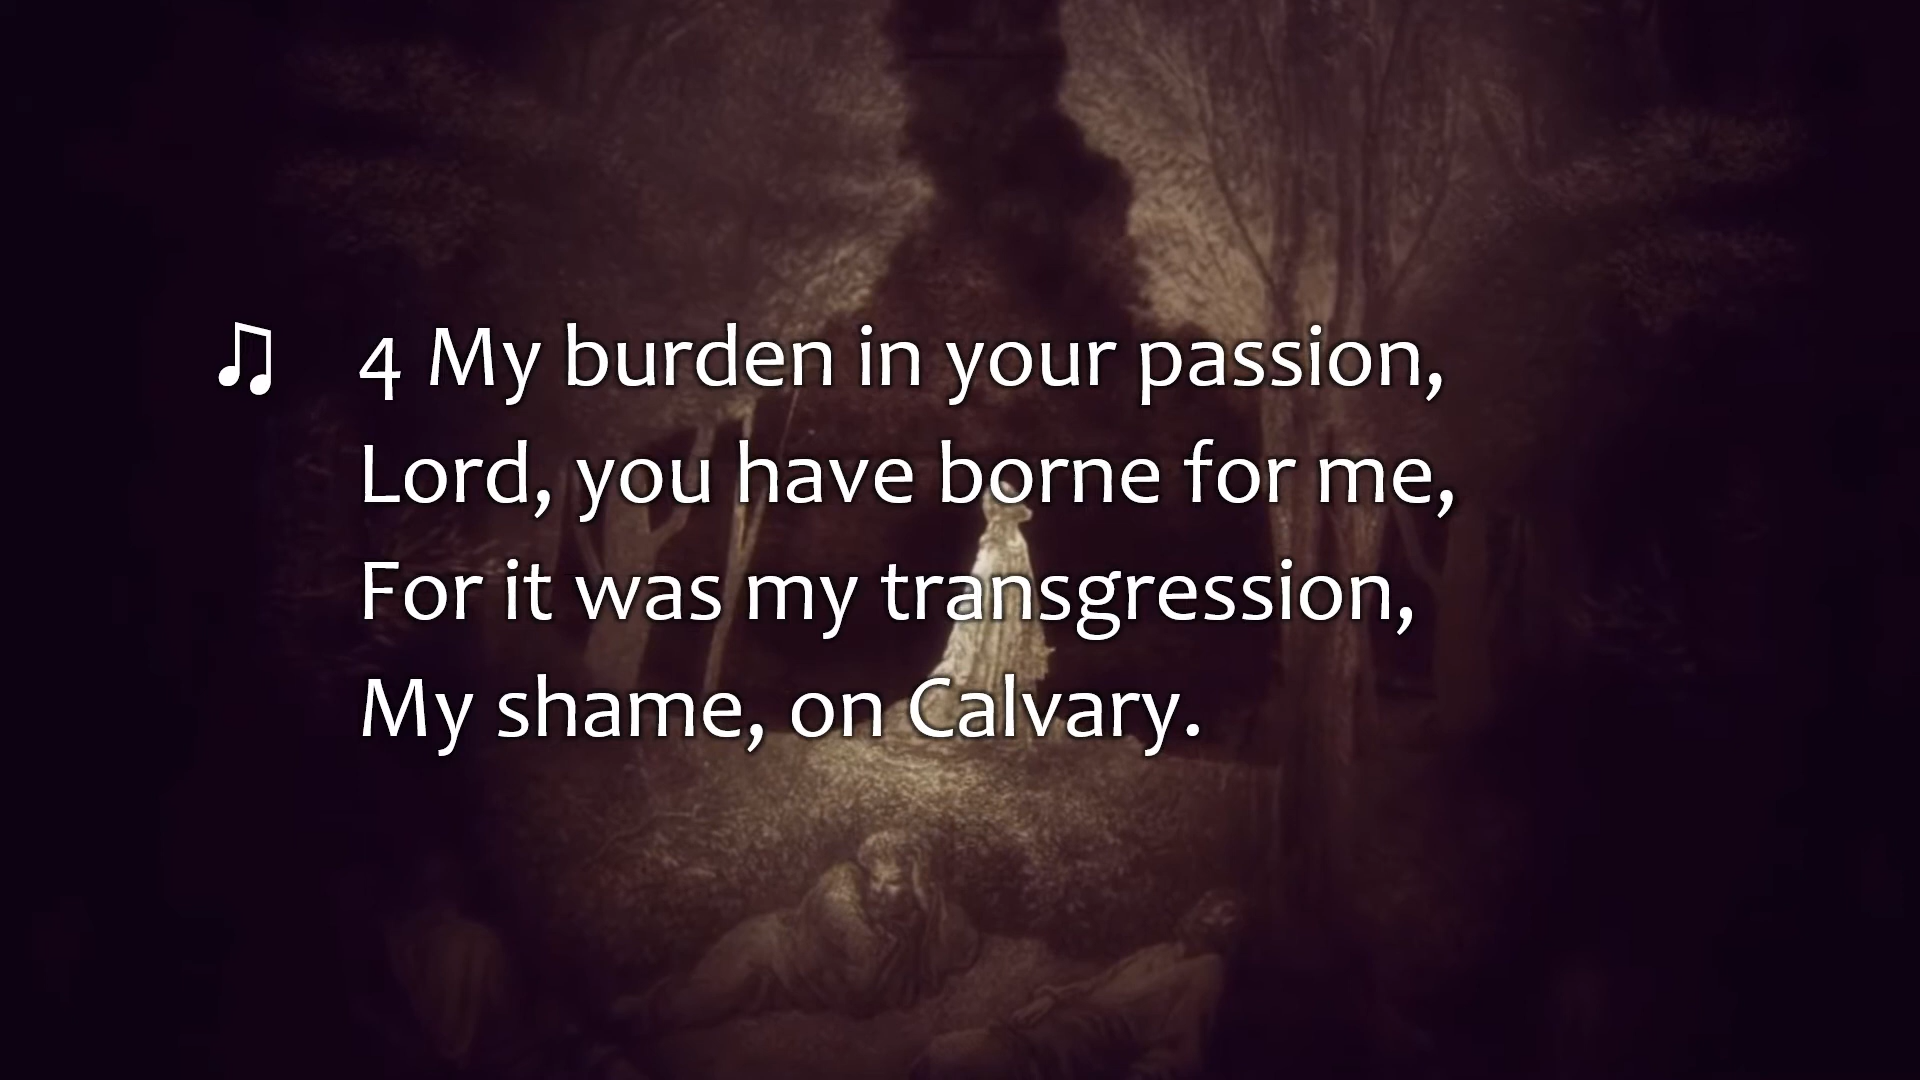 ♫ 4 My burden in your passion,
Lord, you have borne for me,
For it was my transgression,
My shame, on Calvary.